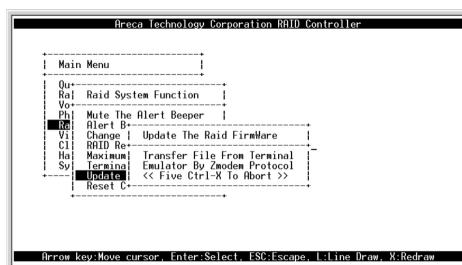 Areca Technology Corporation RAID Controller
Main Menu
Qu
Ra Raid System Function
Vo
Ph Mute The Alert Beeper
Ra Alert B
Vi Change Update The Raid FirmWare
Cl RAID Re
Ha Maximum Transfer File From Terminal
Sy Termina Emulator By Zmodem Protocol
Update << Five Ctrl-X To Abort >>
Reset C
Arrow key:Move cursor, Enter:Select, ESC:Escape, L:Line Draw, X:Redraw